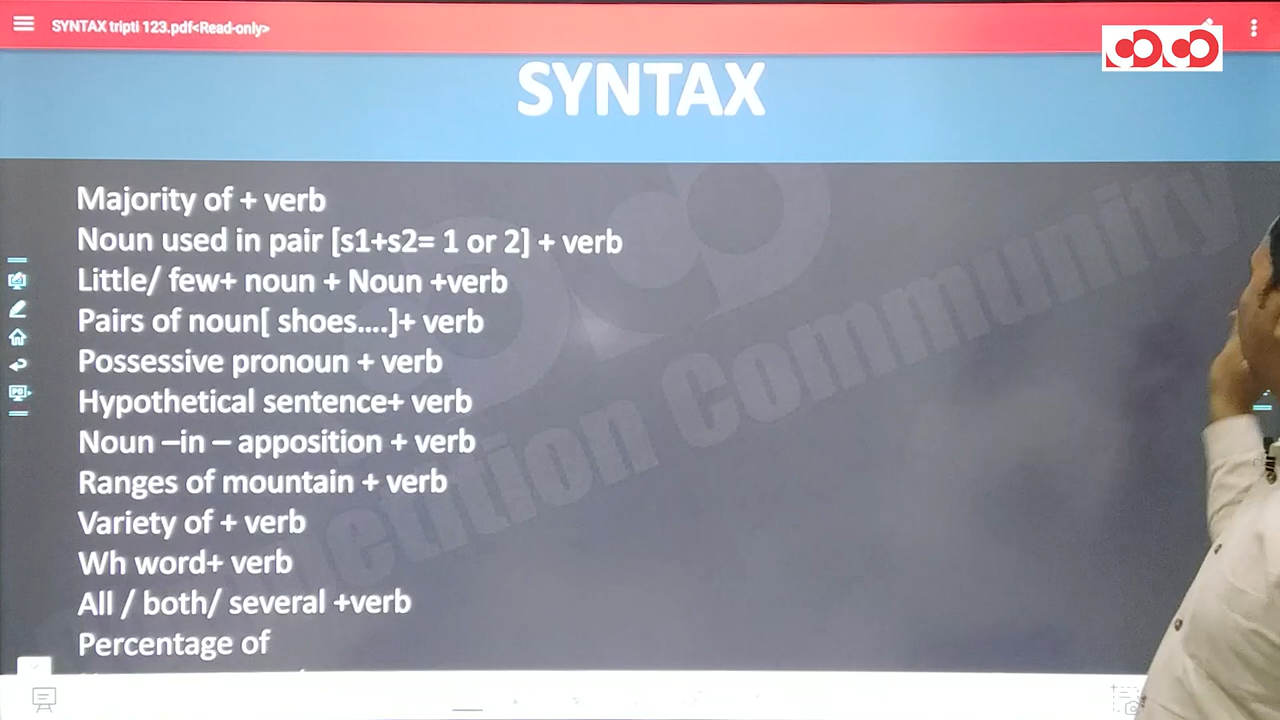 SYNTAX tripti 123.pdf<Read-only>
SYNTAX
Majority of + verb
Noun used in pair [s1+s2= 1 or 2] + verb
Little/ few+ noun + Noun +verb
Pairs of noun[ shoes....]+ verb
Possessive pronoun + verb
Hypothetical sentence+ verb
Noun –in – apposition + verb
Ranges of mountain + verb
Variety of + verb
Wh word+ verb
All / both/ several +verb
Percentage of
Community